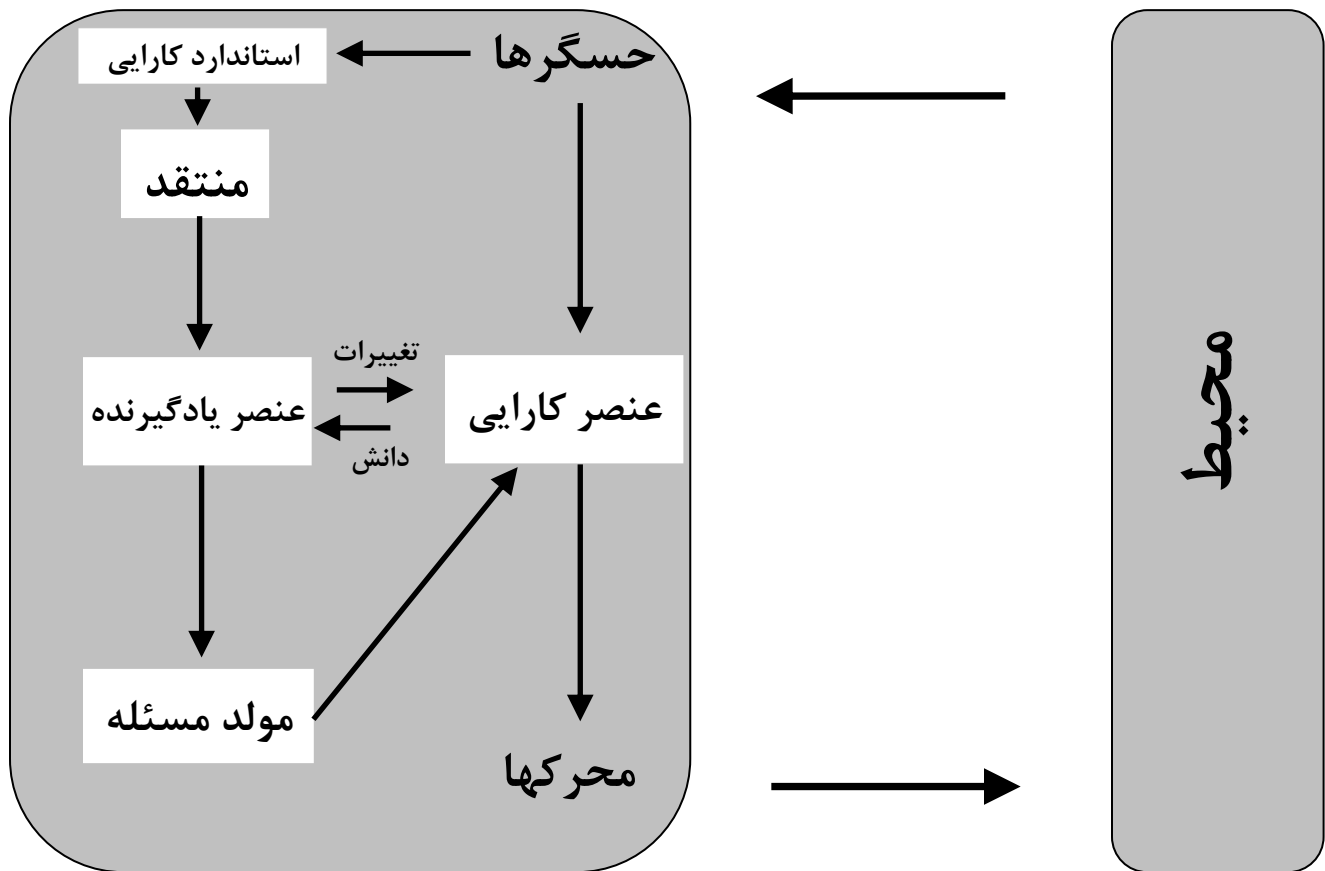 حسگرها
استاندارد کارایی
منتقد
تغییرات
عنصر کارایی
عنصر یادگیرنده
دانش
مولد مسئله
محرکها
محیط